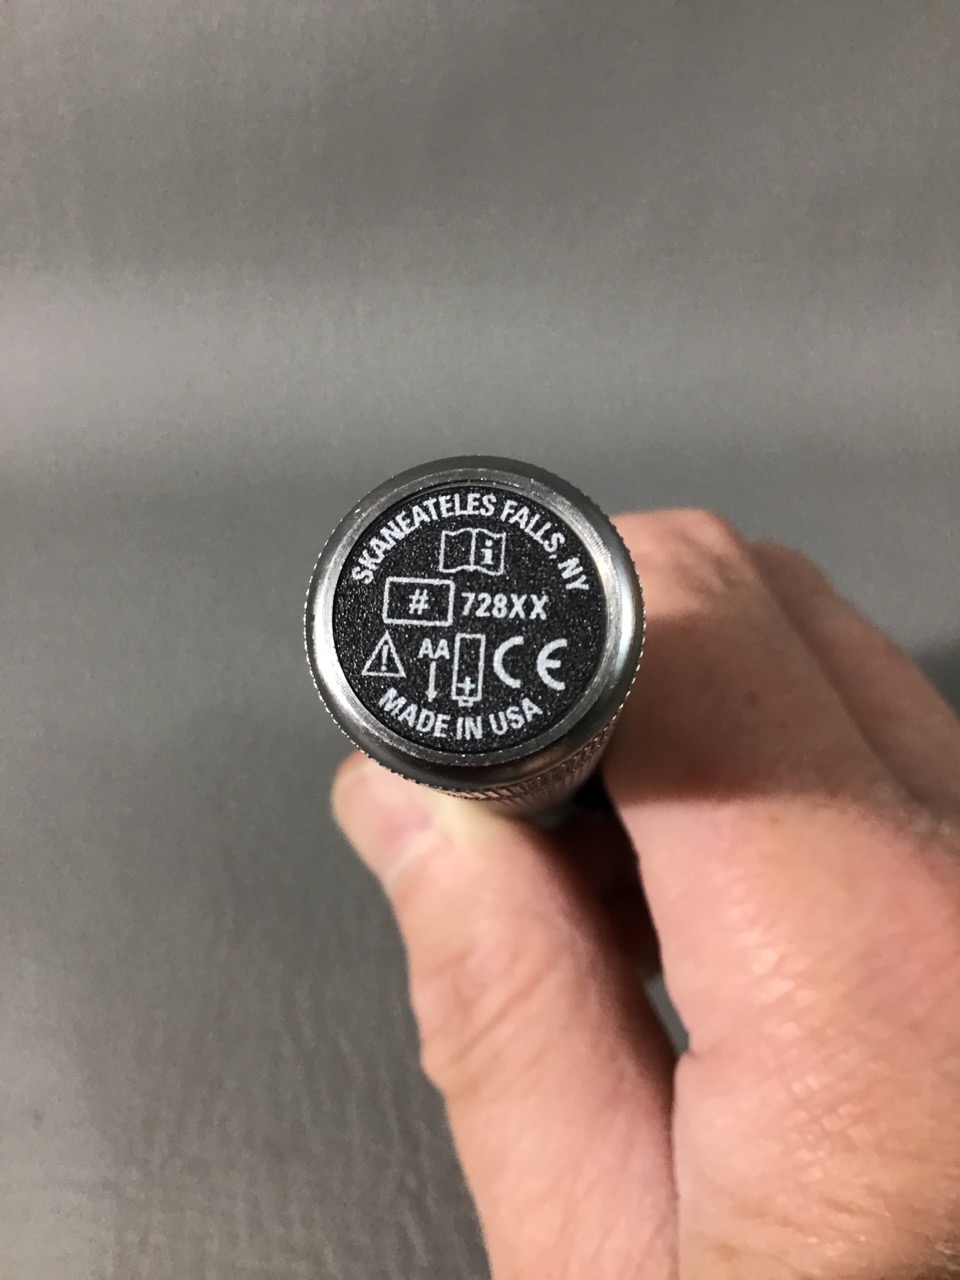 SKANEATELES FALLS, NY
i
# 728XX
! AA + CE
MADE IN USA